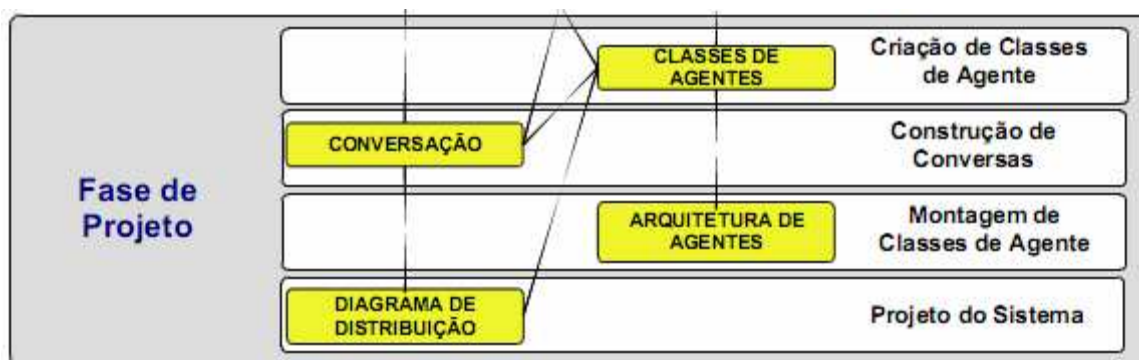 Fase de
Projeto
CLASSES DE
AGENTES
Criação de Classes
de Agente
CONVERSAÇÃO
Construção de
Conversas
ARQUITETURA DE
AGENTES
Montagem de
Classes de Agente
DIAGRAMA DE
DISTRIBUIÇÃO
Projeto do Sistema